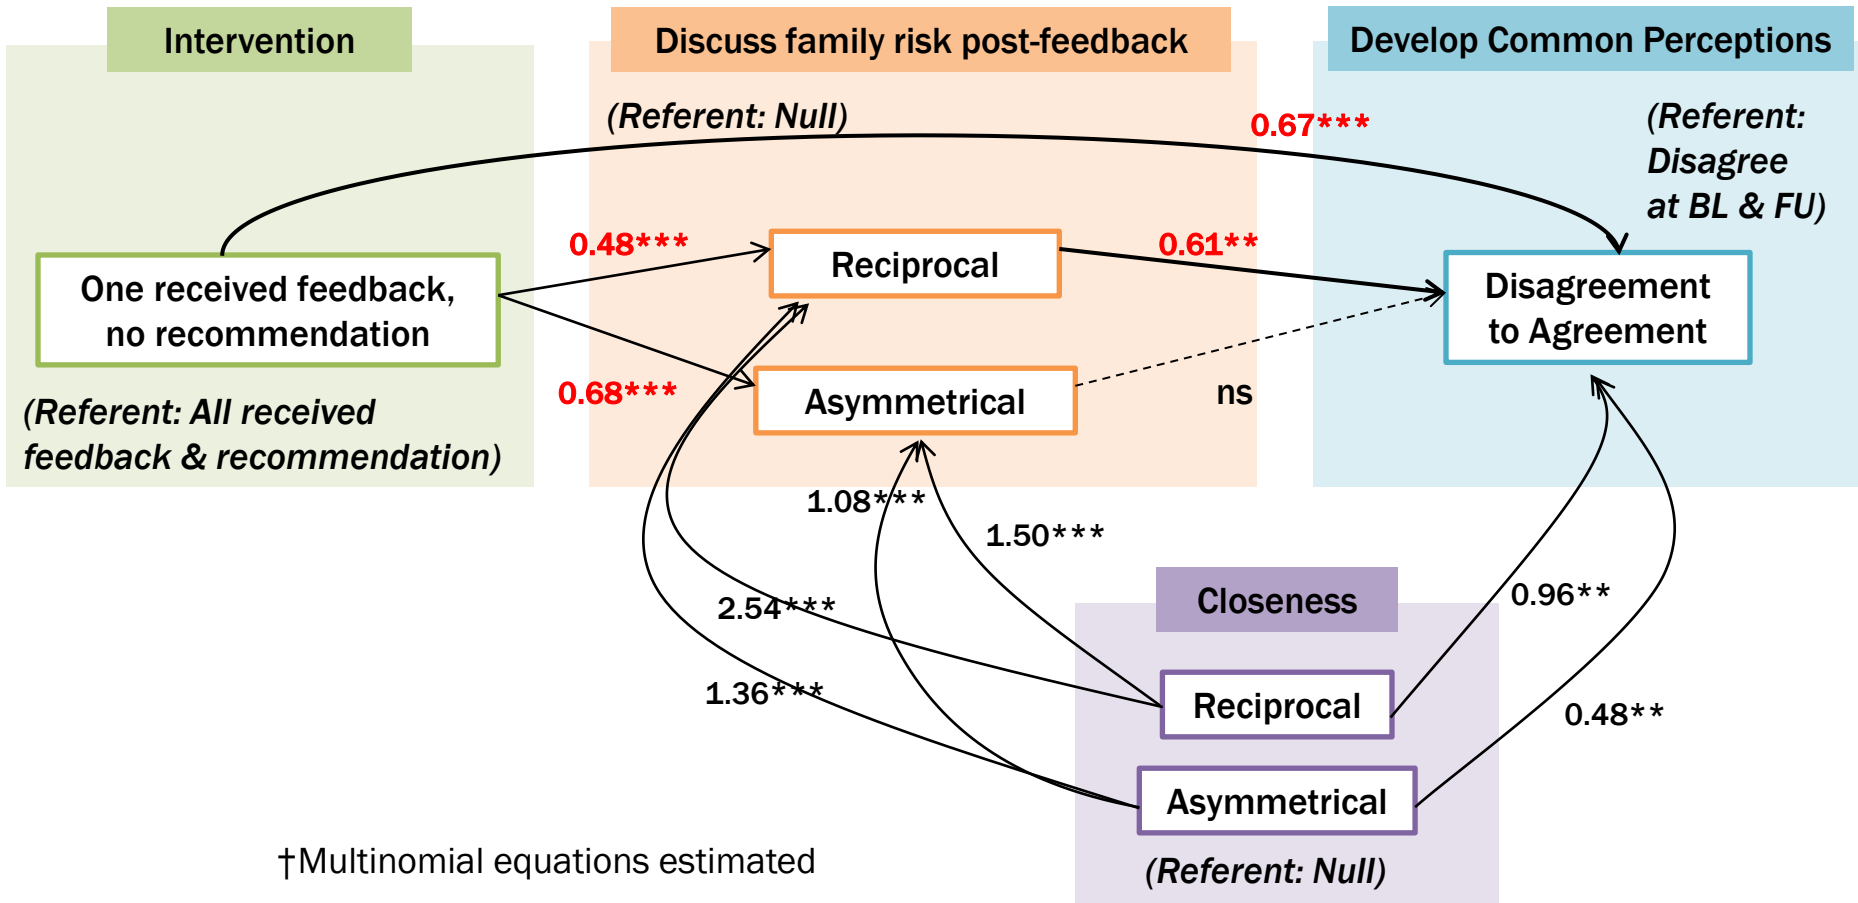 Intervention
Discuss family risk post-feedback
Develop Common Perceptions
(Referent: Null)
0.67***
(Referent:
Disagree
at BL & FU)
0.48***
Reciprocal
0.61**
One received feedback,
no recommendation
Disagreement
to Agreement
0.68***
Asymmetrical
ns
(Referent: All received
feedback & recommendation)
1.08***
1.50***
2.54***
Closeness
0.96**
1.36***
Reciprocal
0.48**
Asymmetrical
†Multinomial equations estimated
(Referent: Null)